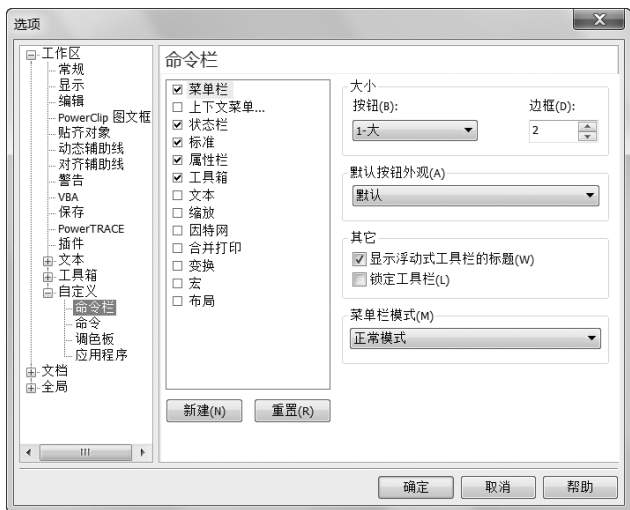 选项
工作区
常规
显示
编辑
PowerClip 图文框
贴齐对象
动态辅助线
对齐辅助线
警告
VBA
保存
PowerTRACE
插件
文本
工具箱
自定义
命令栏
命令
调色板
应用程序
文档
全局
命令栏
菜单栏
上下文菜单...
状态栏
标准
属性栏
工具箱
文本
缩放
因特网
合并打印
变换
宏
布局
新建(N)
重置(R)
大小
按钮(B):
边框(D):
1-大
2
默认按钮外观(A)
默认
其它
显示浮动式工具栏的标题(W)
锁定工具栏(L)
菜单栏模式(M)
正常模式
确定
取消
帮助